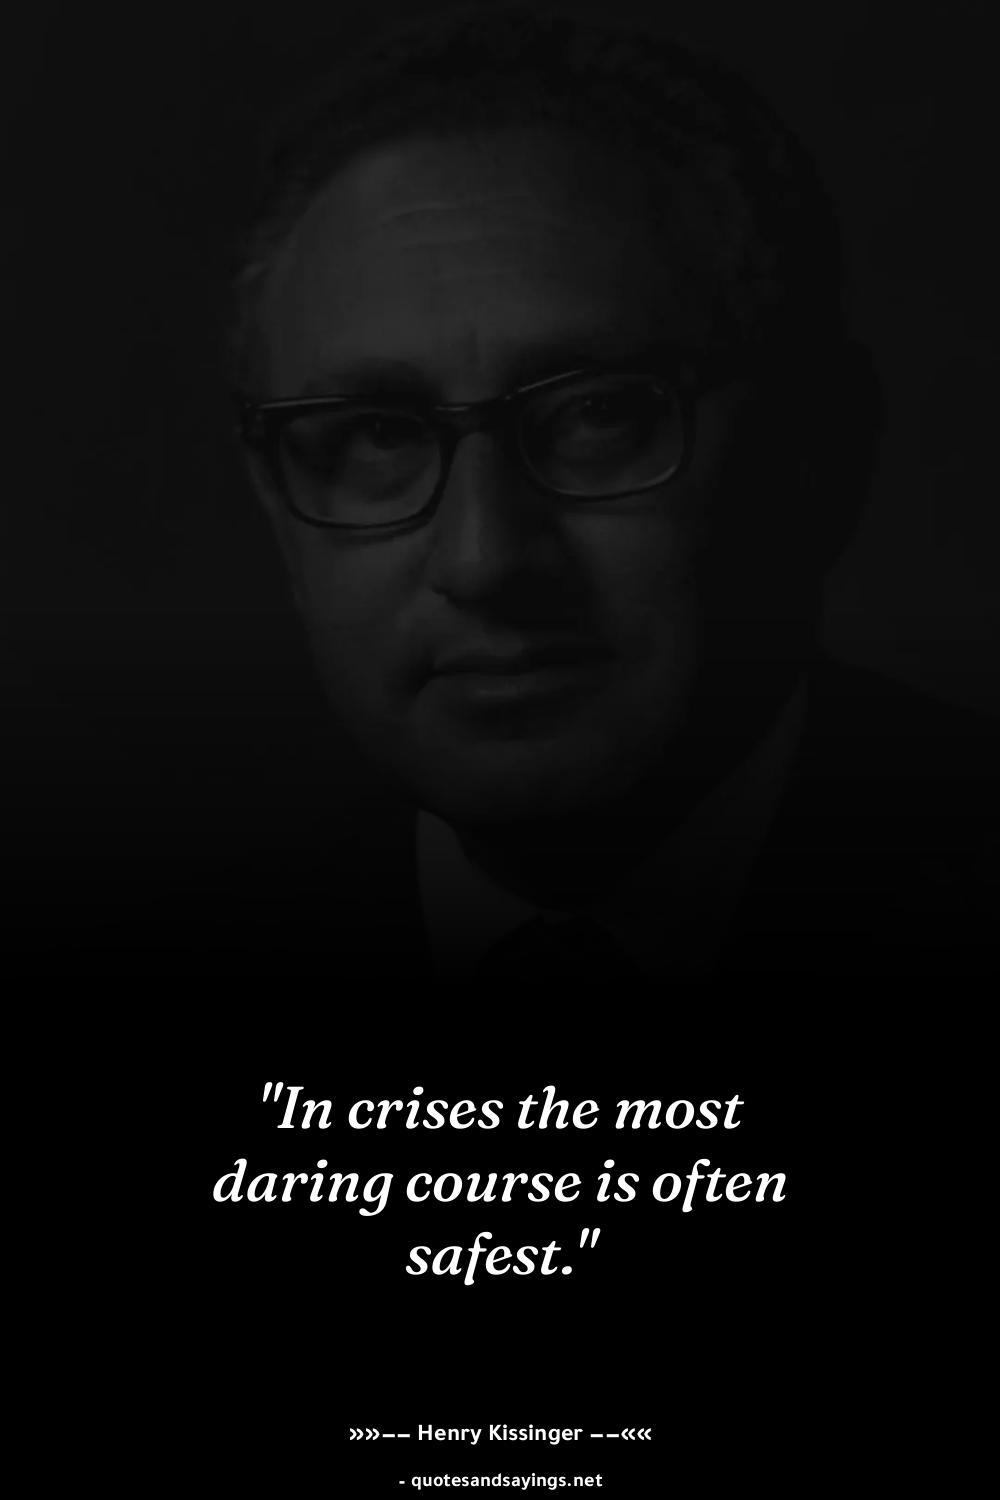 "In crises the most
daring course is often
safest."
»»–– Henry Kissinger ––««
- quotesandsayings.net